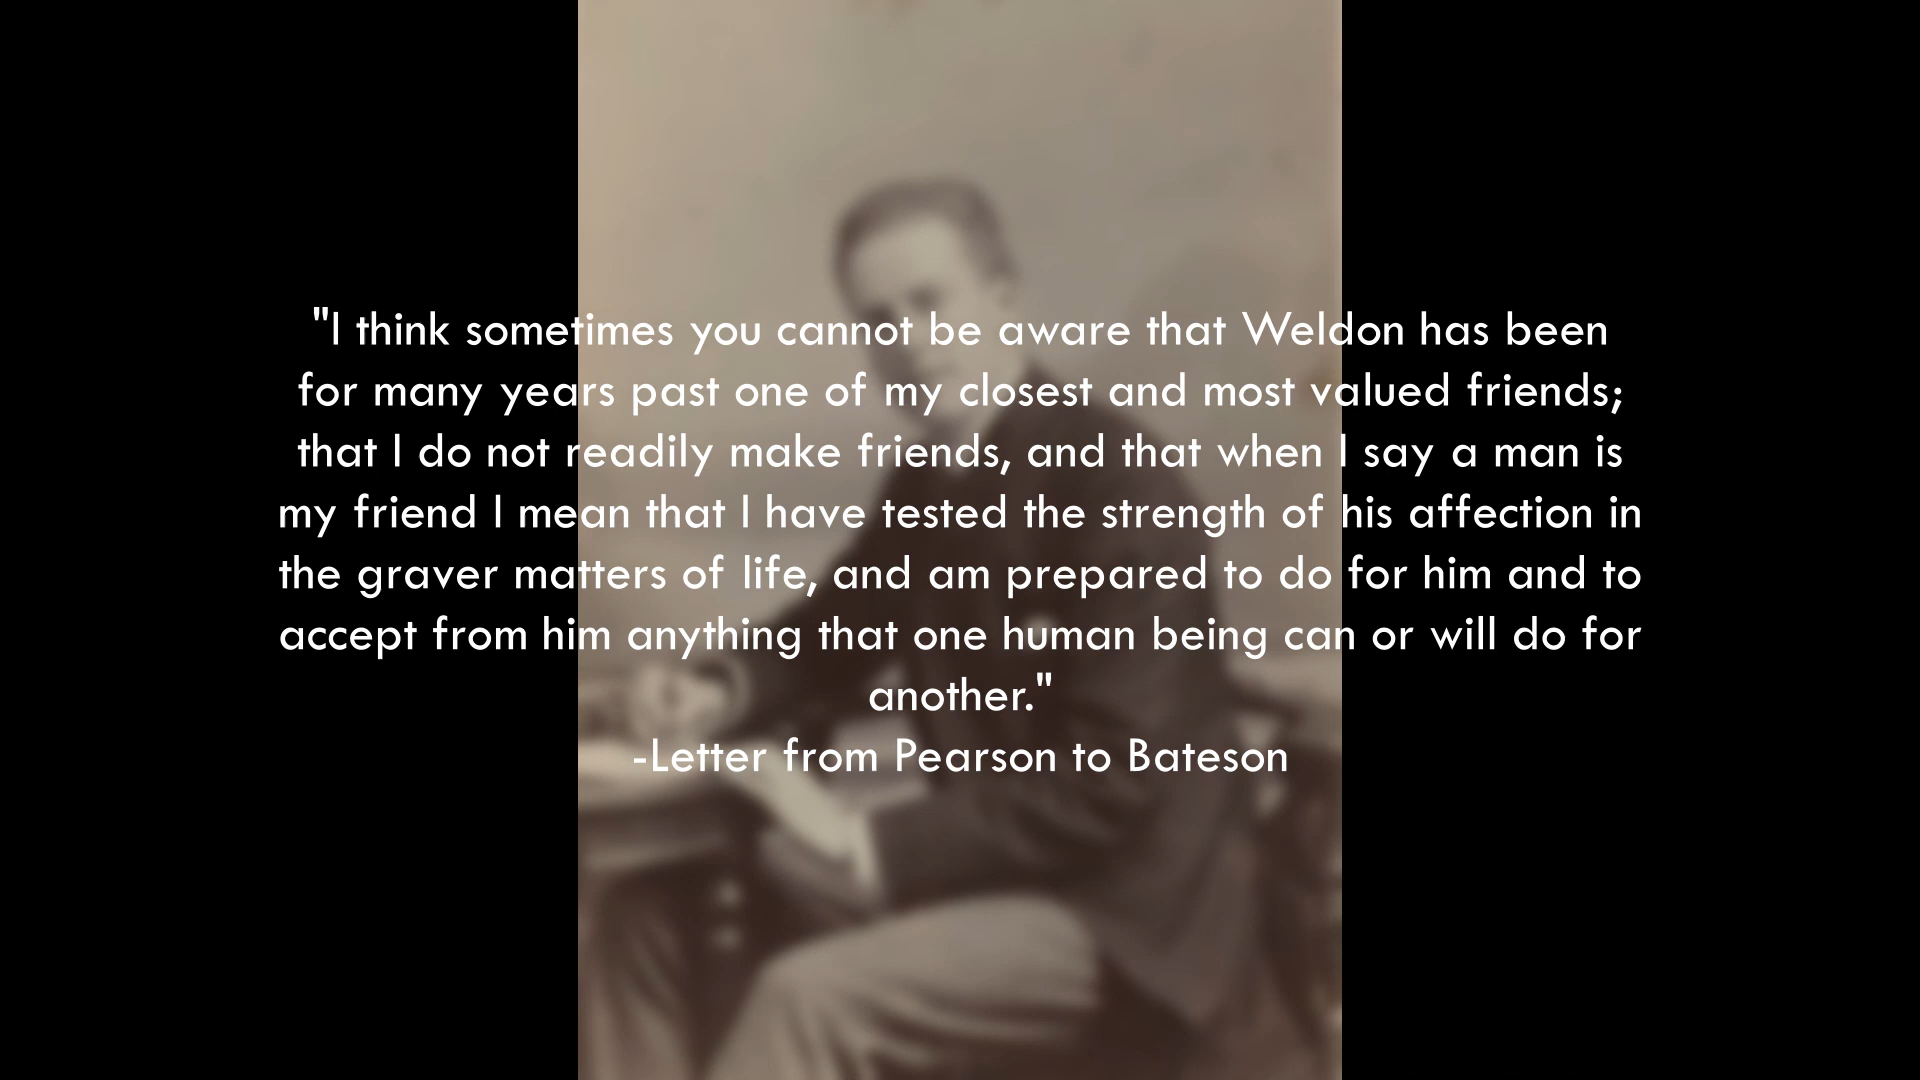 "I think sometimes you cannot be aware that Weldon has been
for many years past one of my closest and most valued friends;
that I do not readily make friends, and that when I say a man is
my friend I mean that I have tested the strength of his affection in
the graver matters of life, and am prepared to do for him and to
accept from him anything that one human being can or will do for
another."
-Letter from Pearson to Bateson